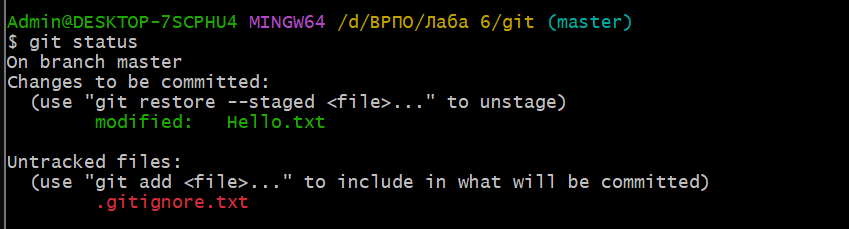 Admin@DESKTOP-7SCPHU4 MINGW64 /d/ВРПО/Лаба 6/git (master)
$ git status
On branch master
Changes to be committed:
  (use "git restore --staged <file>..." to unstage)
        modified:   Hello.txt

Untracked files:
  (use "git add <file>..." to include in what will be committed)
        .gitignore.txt